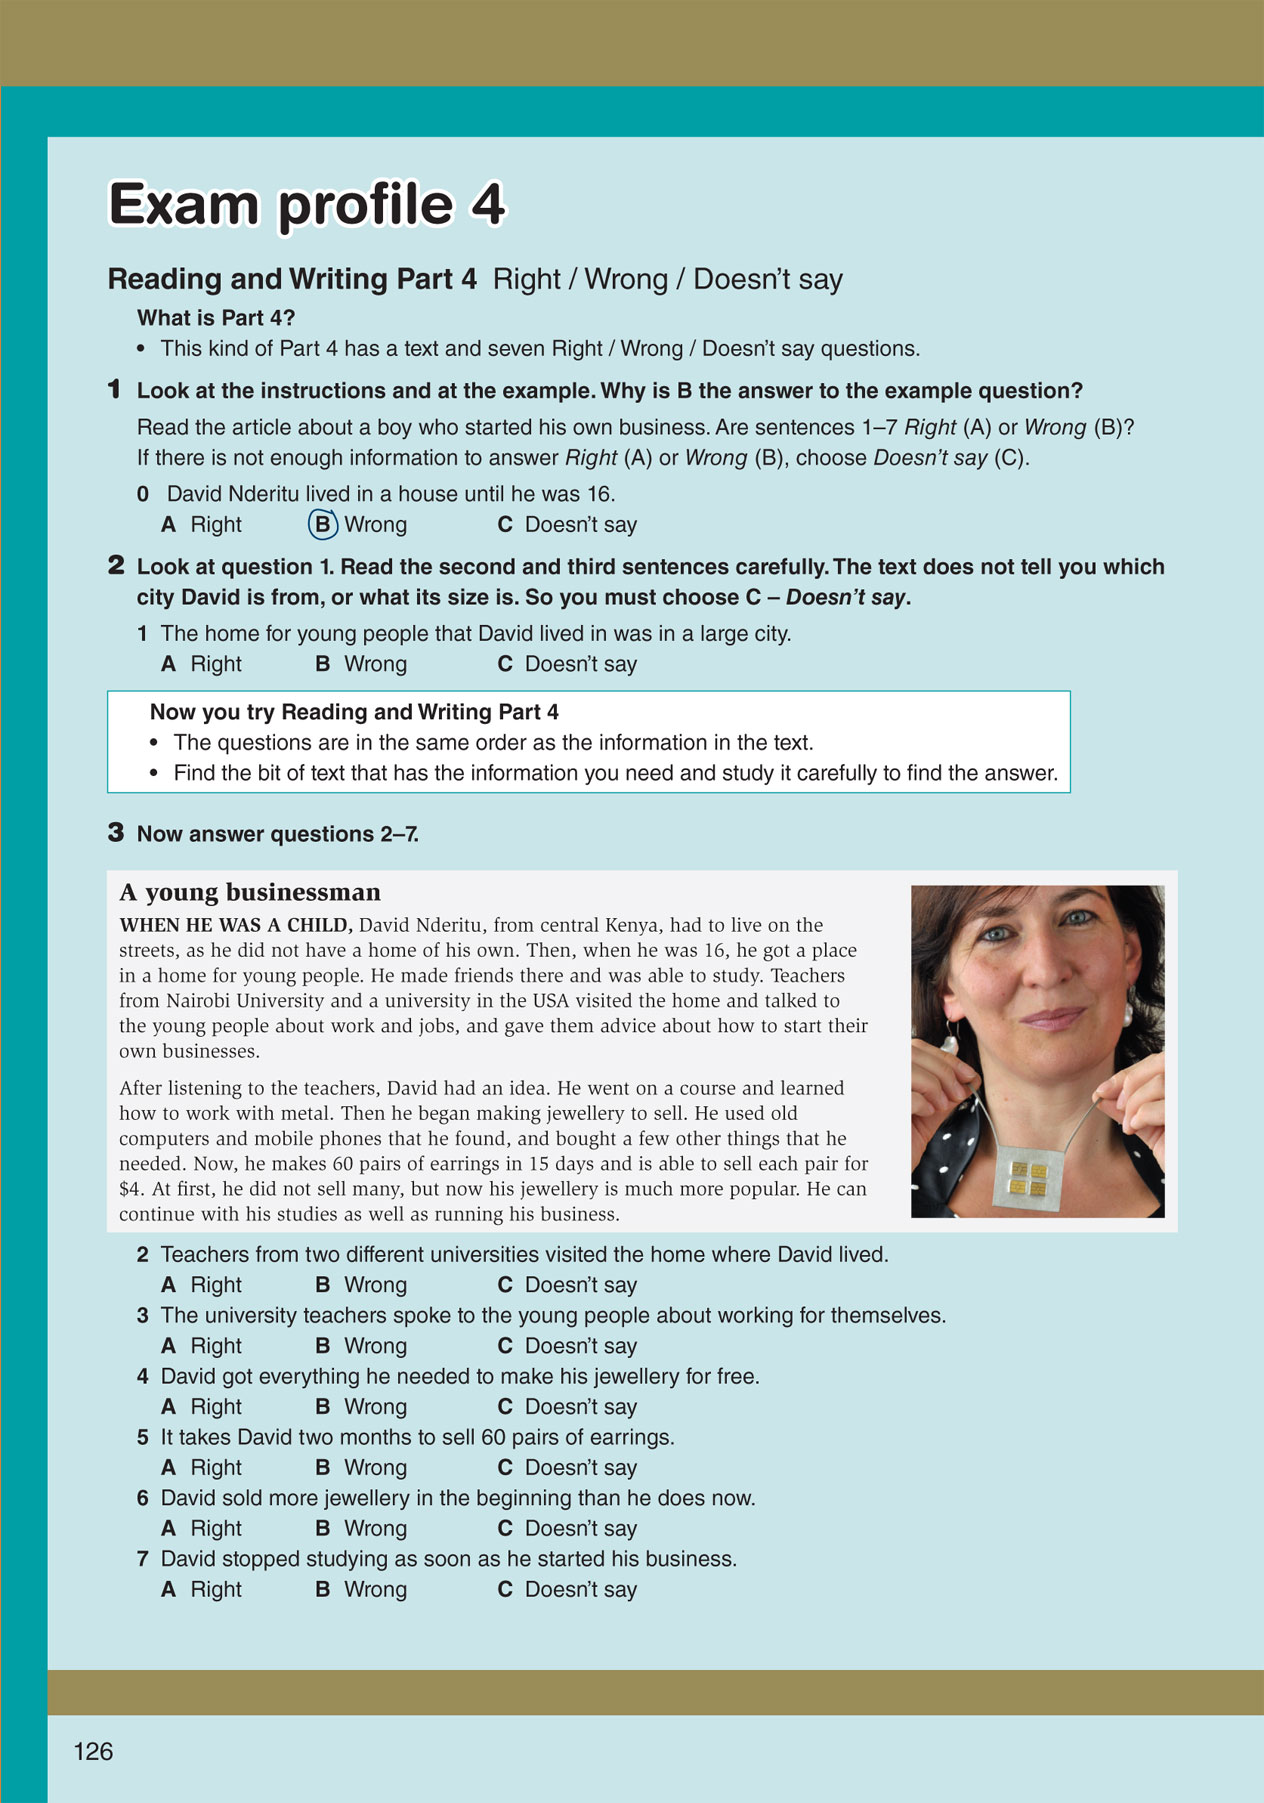 Exam profile 4
Reading and Writing Part 4 Right / Wrong / Doesn't say
What is Part 4?
• This kind of Part 4 has a text and seven Right / Wrong / Doesn't say questions.
1 Look at the instructions and at the example. Why is B the answer to the example question?
Read the article about a boy who started his own business. Are sentences 1–7 Right (A) or Wrong (B)?
If there is not enough information to answer Right (A) or Wrong (B), choose Doesn't say (C).
0 David Nderitu lived in a house until he was 16.
A Right B Wrong C Doesn't say
2 Look at question 1. Read the second and third sentences carefully. The text does not tell you which
city David is from, or what its size is. So you must choose C – Doesn't say.
1 The home for young people that David lived in was in a large city.
A Right B Wrong C Doesn't say
Now you try Reading and Writing Part 4
• The questions are in the same order as the information in the text.
• Find the bit of text that has the information you need and study it carefully to find the answer.
3 Now answer questions 2–7.
A young businessman
WHEN HE WAS A CHILD, David Nderitu, from central Kenya, had to live on the
streets, as he did not have a home of his own. Then, when he was 16, he got a place
in a home for young people. He made friends there and was able to study. Teachers
from Nairobi University and a university in the USA visited the home and talked to
the young people about work and jobs, and gave them advice about how to start their
own businesses.
After listening to the teachers, David had an idea. He went on a course and learned
how to work with metal. Then he began making jewellery to sell. He used old
computers and mobile phones that he found, and bought a few other things that he
needed. Now, he makes 60 pairs of earrings in 15 days and is able to sell each pair for
$4. At first, he did not sell many, but now his jewellery is much more popular. He can
continue with his studies as well as running his business.
2 Teachers from two different universities visited the home where David lived.
A Right B Wrong C Doesn't say
3 The university teachers spoke to the young people about working for themselves.
A Right B Wrong C Doesn't say
4 David got everything he needed to make his jewellery for free.
A Right B Wrong C Doesn't say
5 It takes David two months to sell 60 pairs of earrings.
A Right B Wrong C Doesn't say
6 David sold more jewellery in the beginning than he does now.
A Right B Wrong C Doesn't say
7 David stopped studying as soon as he started his business.
A Right B Wrong C Doesn't say
126